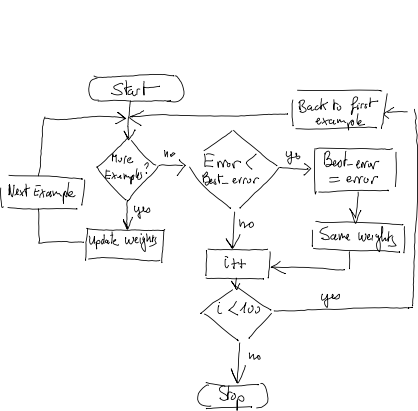 Start
Back to first
example
More
Examples?
no
Error <
Best_error
yes
Best_error
= error
Next Example
yes
no
Update weights
Same weights
i++
i < 100
yes
no
Stop